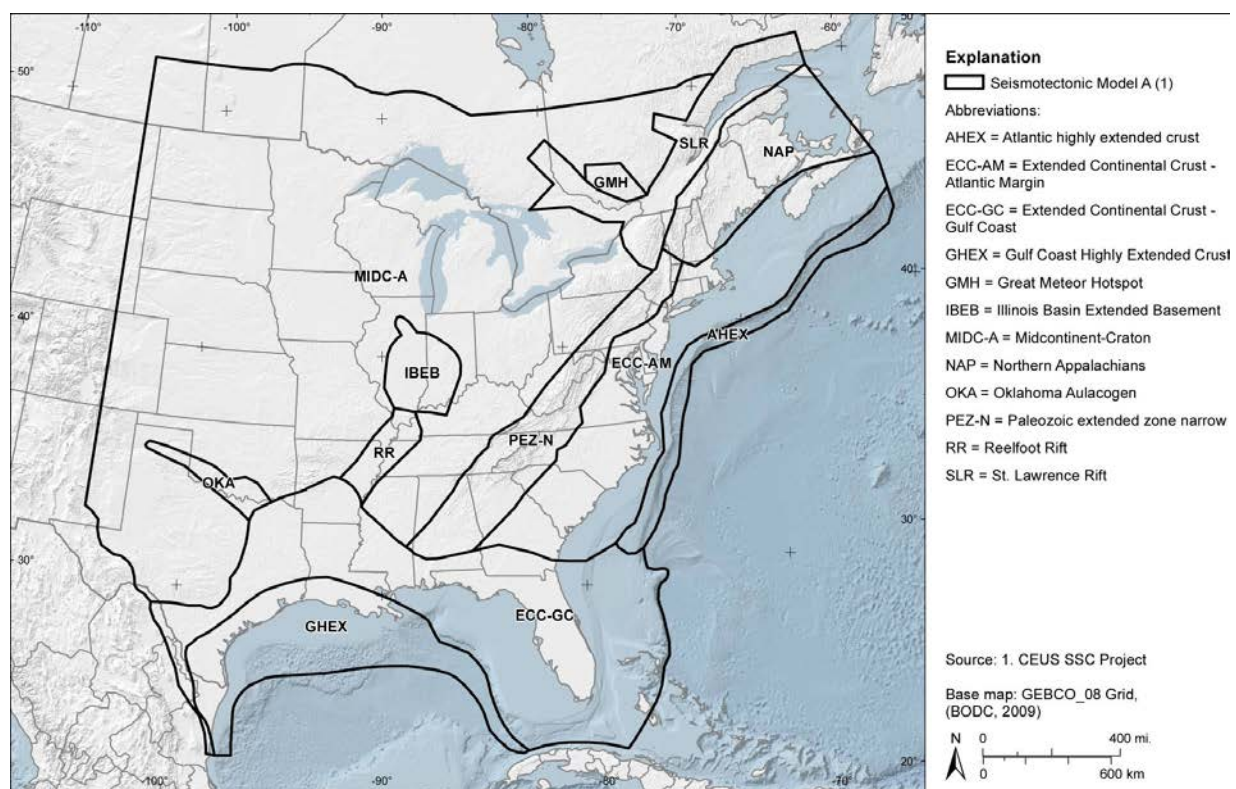 -110°
-100°
-90°
-80°
-70°
-60°
50°
50°
40°
40°
30°
30°
20°
-100°
-90°
-80°
-70°
SLR
NAP
GMH
MIDC-A
AHEX
ECC-AM
IBEB
PEZ-N
RR
OKA
ECC-GC
GHEX
Explanation
Seismotectonic Model A (1)
Abbreviations:
AHEX = Atlantic highly extended crust
ECC-AM = Extended Continental Crust -
Atlantic Margin
ECC-GC = Extended Continental Crust -
Gulf Coast
GHEX = Gulf Coast Highly Extended Crust
GMH = Great Meteor Hotspot
IBEB = Illinois Basin Extended Basement
MIDC-A = Midcontinent-Craton
NAP = Northern Appalachians
OKA = Oklahoma Aulacogen
PEZ-N = Paleozoic extended zone narrow
RR = Reelfoot Rift
SLR = St. Lawrence Rift
Source: 1. CEUS SSC Project
Base map: GEBCO_08 Grid,
(BODC, 2009)
N
0 400 mi.
0 600 km